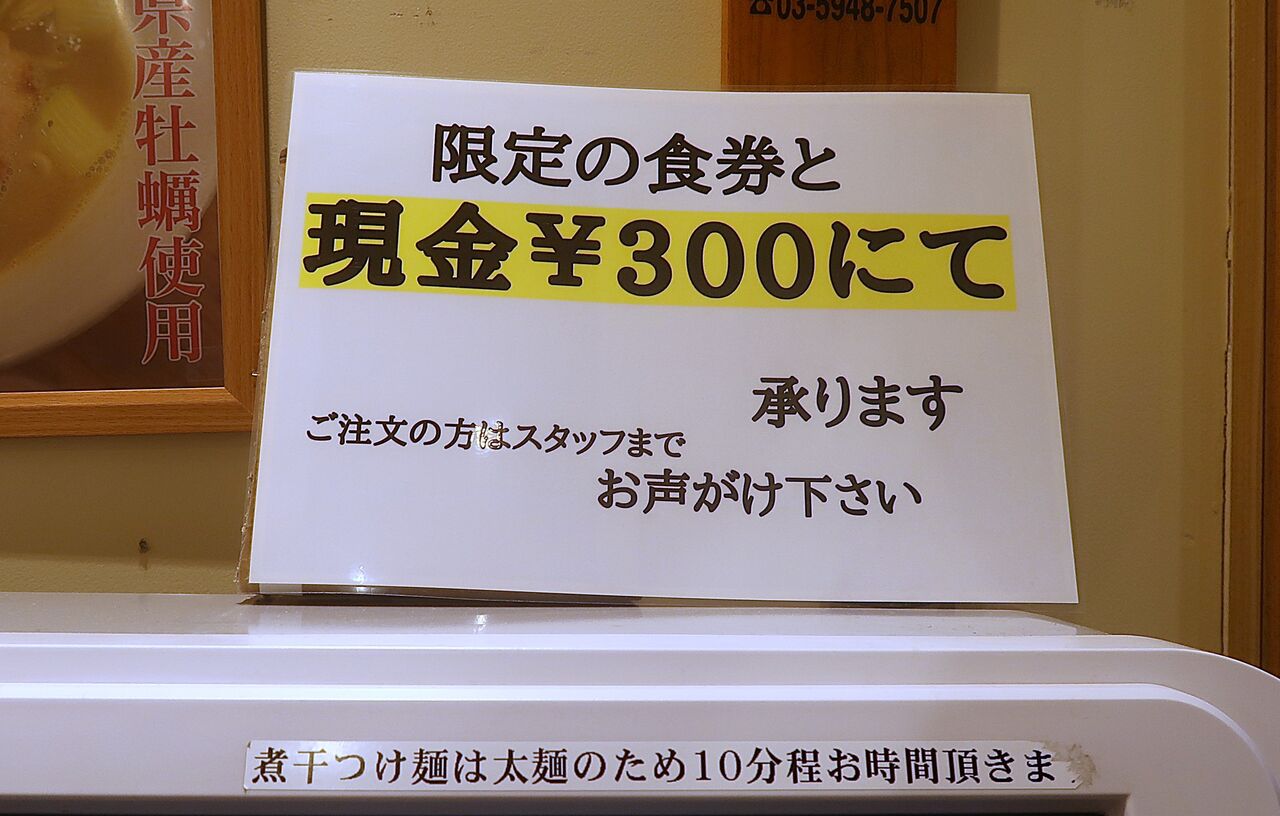 ☎03-5948-7507
県産牡蠣使用
限定の食券と
現金¥300にて
承ります
ご注文の方はスタッフまで
お声がけ下さい
煮干つけ麺は太麺のため10分程お時間頂きま